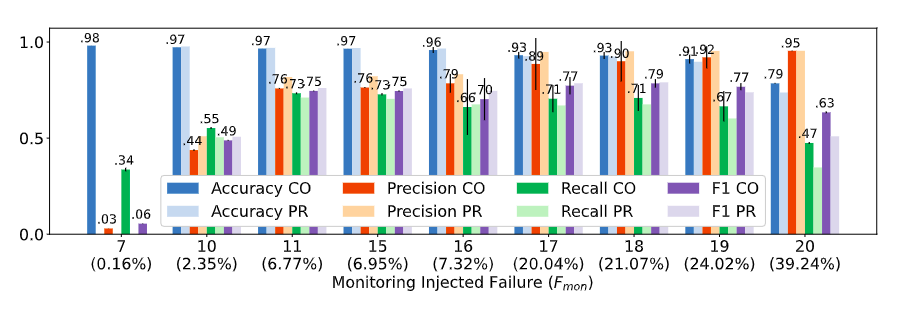 .98 .97 .97 .97 .96 .93 .93 .91 .79
.03 .44 .76 .76 .79 .89 .90 .92 .95
.34 .55 .73 .73 .66 .71 .71 .67 .47
.06 .49 .75 .75 .70 .77 .79 .77 .63
1.0
0.5
0.0
Accuracy CO Precision CO Recall CO F1 CO
Accuracy PR Precision PR Recall PR F1 PR
7 10 11 15 16 17 18 19 20
(0.16%) (2.35%) (6.77%) (6.95%) (7.32%) (20.04%) (21.07%) (24.02%) (39.24%)
Monitoring Injected Failure (Fmon)